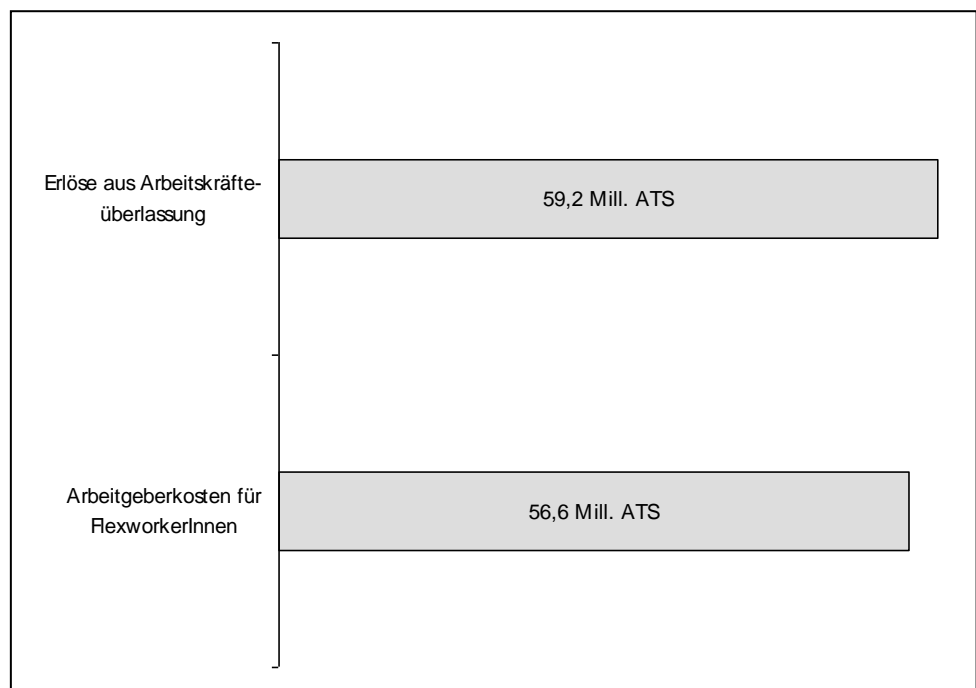 Erlöse aus Arbeitskräfte-
überlassung
59,2 Mill. ATS
Arbeitgeberkosten für
FlexworkerInnen
56,6 Mill. ATS